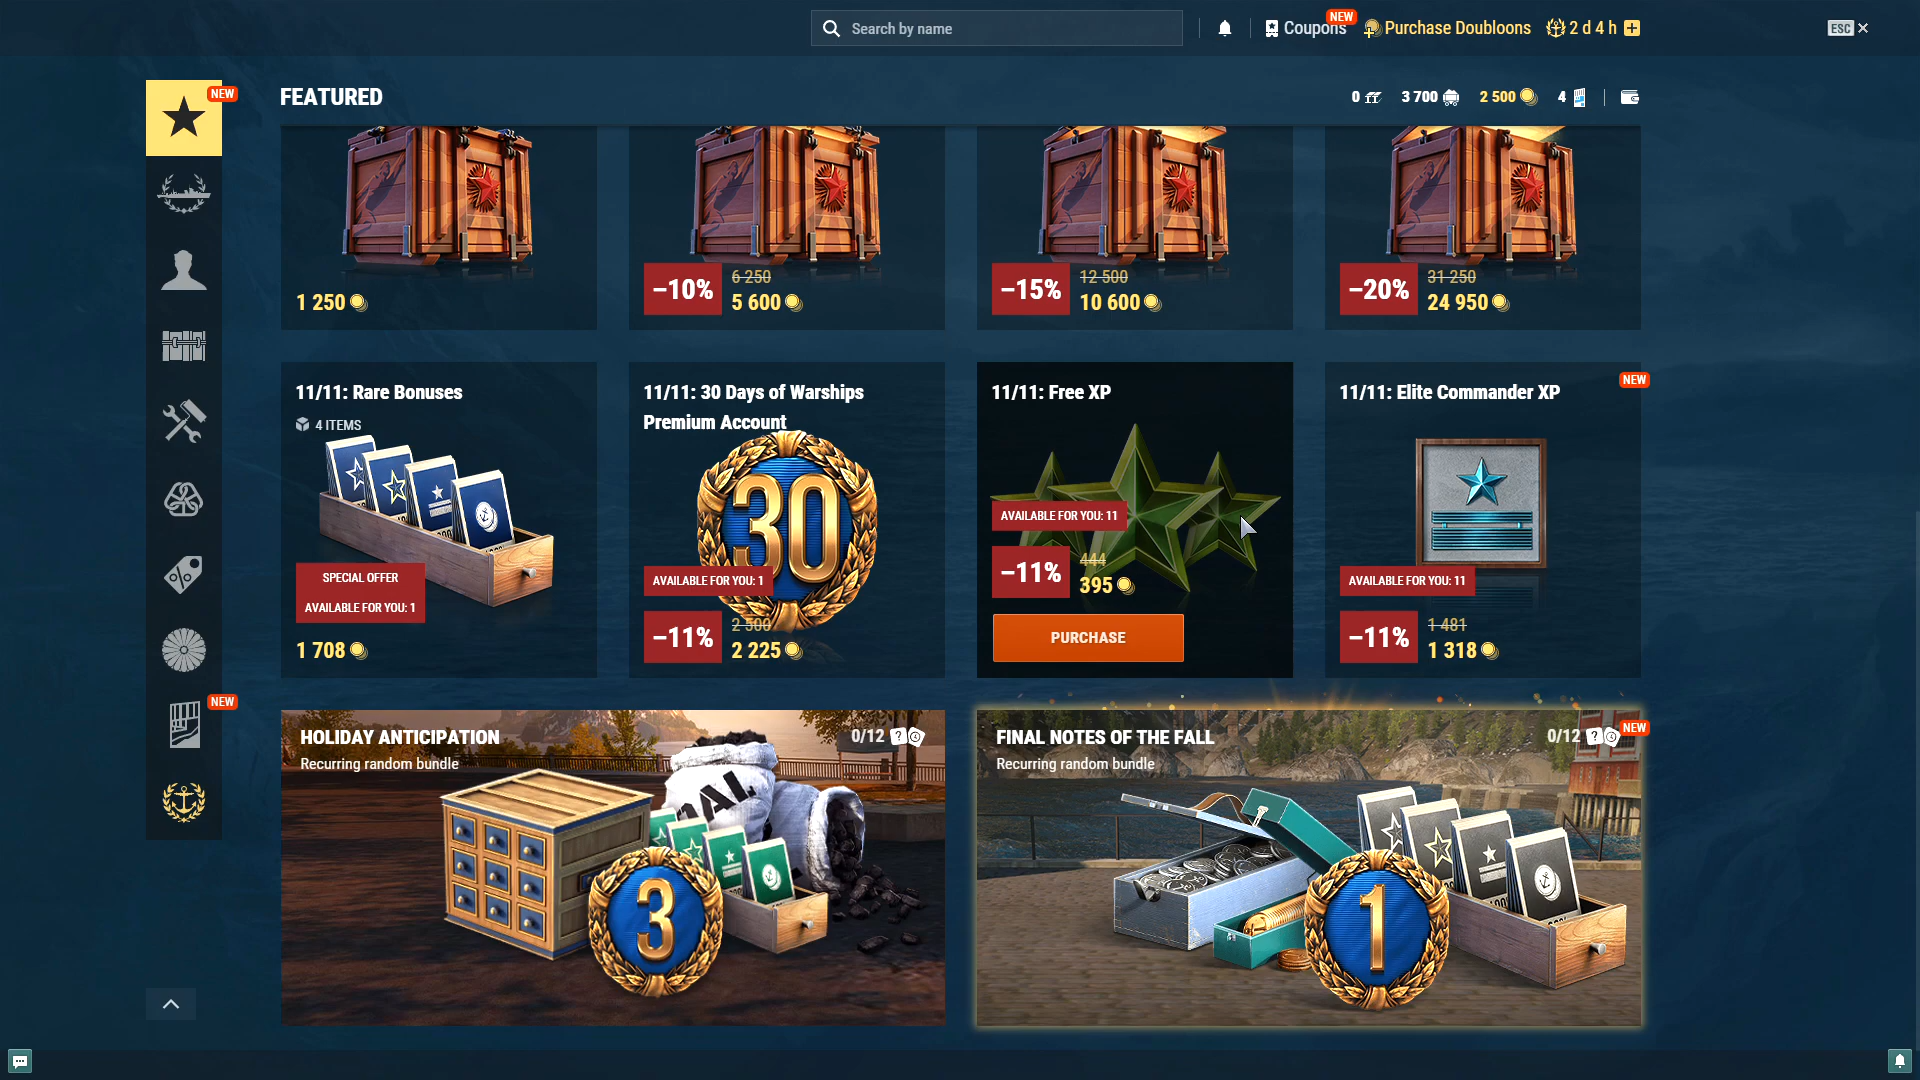 Search by name
Coupons
NEW
Purchase Doubloons
2 d 4 h
ESC
NEW
FEATURED
0
3 700
2 500
4
1 250
–10%
6 250
5 600
–15%
12 500
10 600
–20%
31 250
24 950
11/11: Rare Bonuses
4 ITEMS
SPECIAL OFFER
AVAILABLE FOR YOU: 1
1 708
11/11: 30 Days of Warships
Premium Account
30
AVAILABLE FOR YOU: 1
–11%
2 500
2 225
11/11: Free XP
AVAILABLE FOR YOU: 11
–11%
444
395
PURCHASE
11/11: Elite Commander XP
NEW
AVAILABLE FOR YOU: 11
–11%
1 481
1 318
NEW
HOLIDAY ANTICIPATION
Recurring random bundle
0/12
3
FINAL NOTES OF THE FALL
Recurring random bundle
0/12
NEW
1